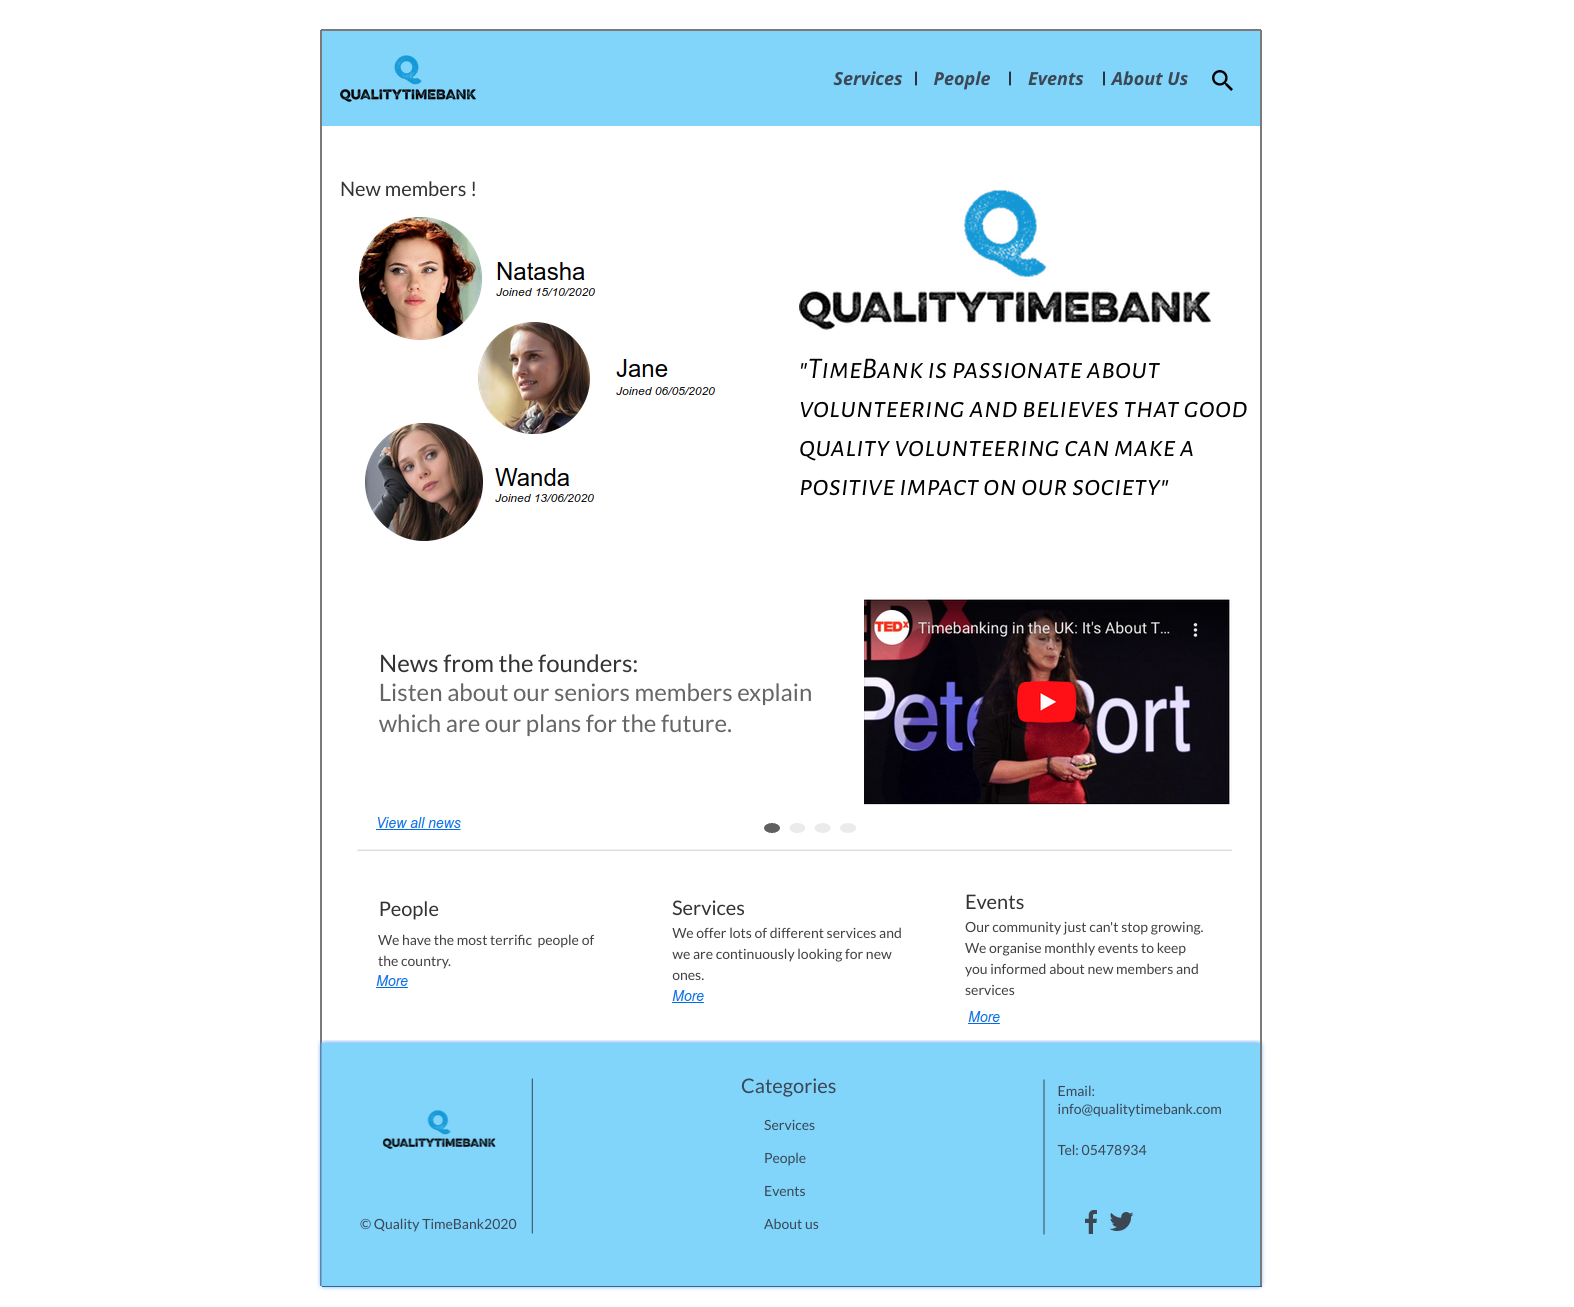 QUALITYTIMEBANK
Services | People | Events | About Us
New members !
Natasha
Joined 15/10/2020
Jane
Joined 06/05/2020
Wanda
Joined 13/06/2020
QUALITYTIMEBANK
"TimeBank is passionate about
volunteering and believes that good
quality volunteering can make a
positive impact on our society"
News from the founders:
Listen about our seniors members explain
which are our plans for the future.
TEDx
Timebanking in the UK: It's About T...
View all news
People
We have the most terrific  people of
the country.
More
Services
We offer lots of different services and
we are continuously looking for new
ones.
More
Events
Our community just can't stop growing.
We organise monthly events to keep
you informed about new members and
services
More
QUALITYTIMEBANK
© Quality TimeBank2020
Categories
Services
People
Events
About us
Email:
info@qualitytimebank.com
Tel: 05478934